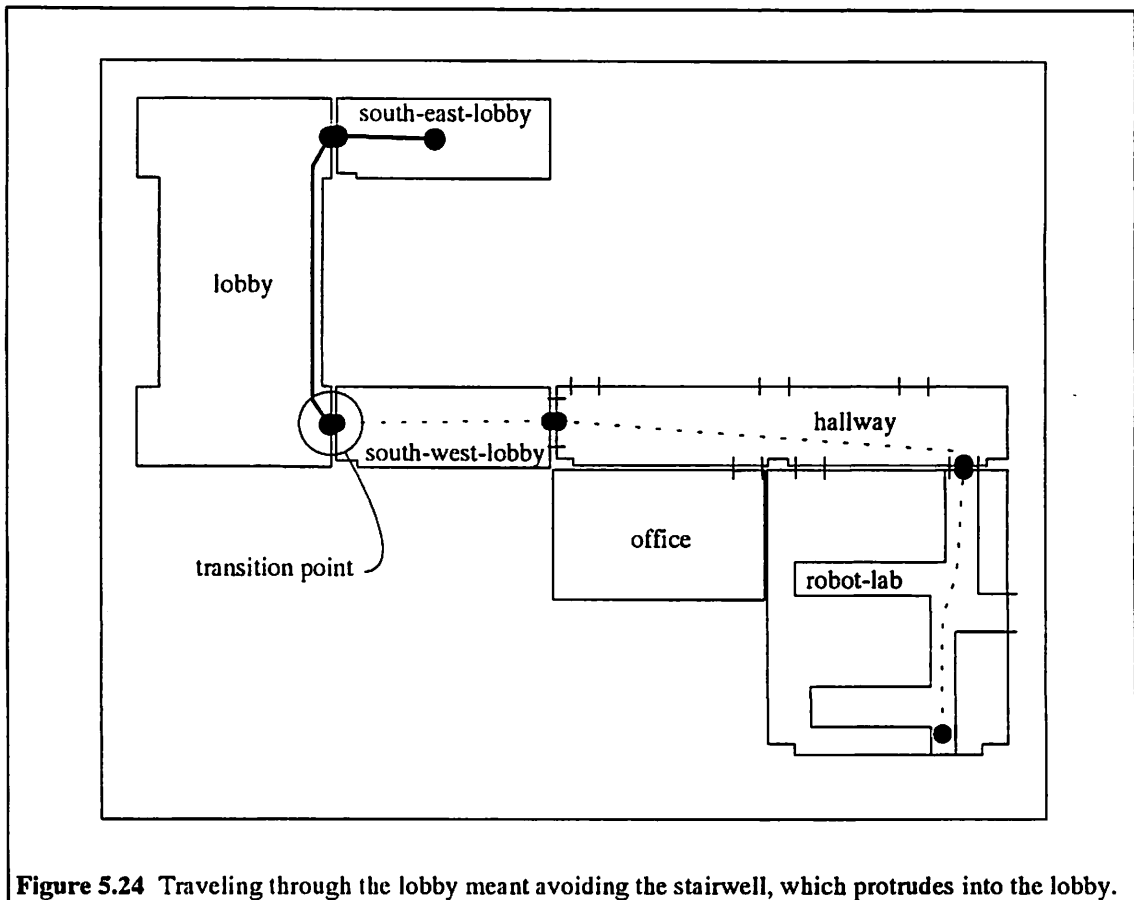 south-east-lobby
lobby
hallway
south-west-lobby
office
transition point
robot-lab
Figure 5.24 Traveling through the lobby meant avoiding the stairwell, which protrudes into the lobby.